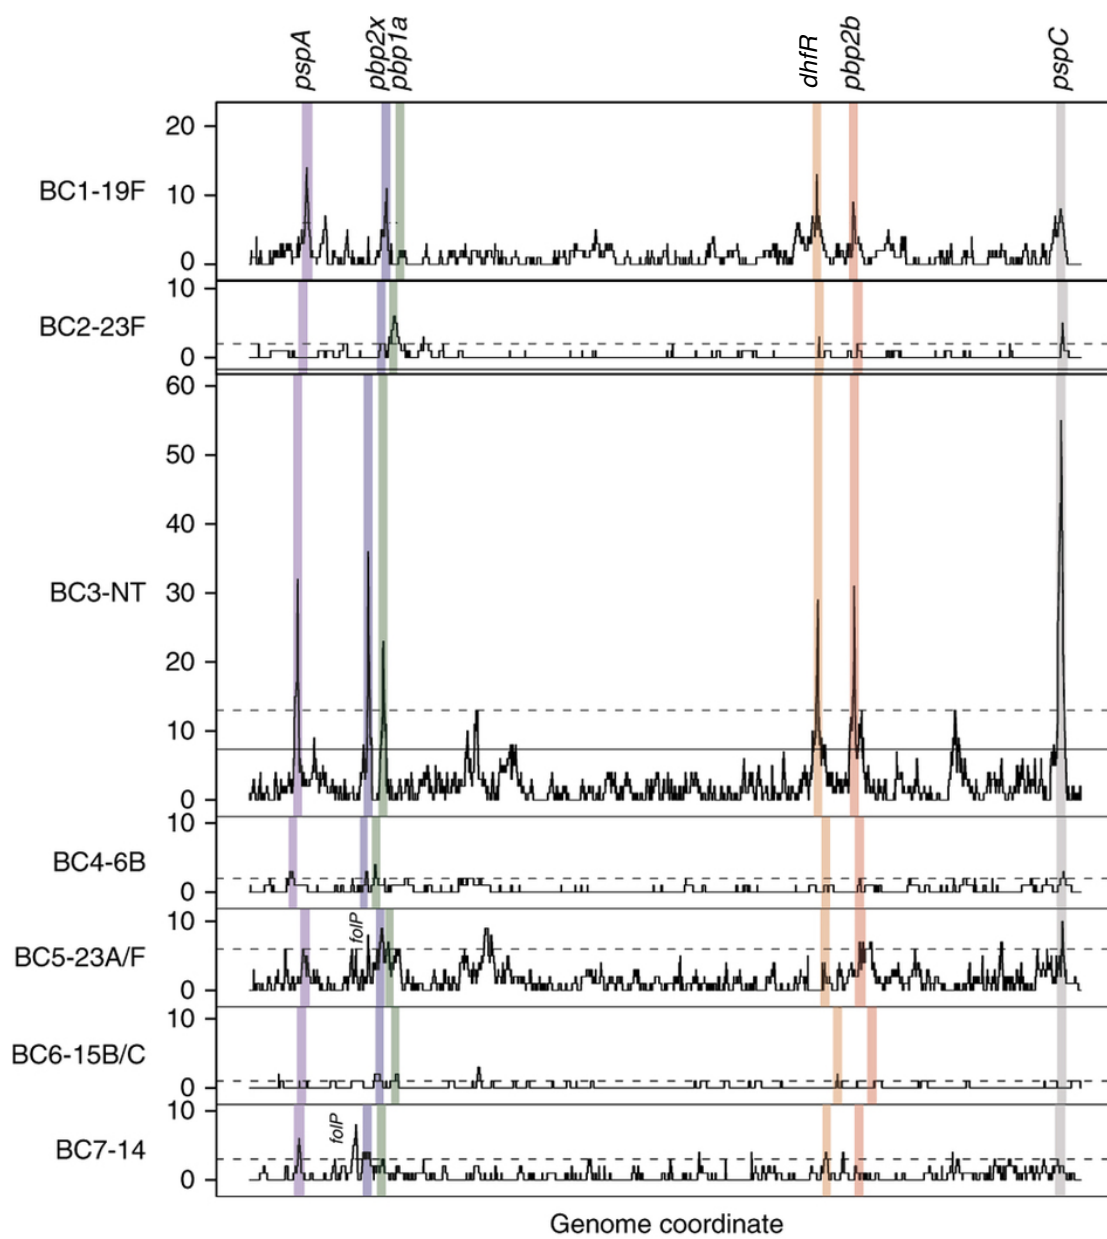 pspA pbp2x pbp1a dhfR pbp2b pspC
BC1-19F
20
10
0
BC2-23F
10
0
BC3-NT
60
50
40
30
20
10
0
BC4-6B
10
0
BC5-23A/F
10
0
folP
BC6-15B/C
10
0
BC7-14
10
0
folP
Genome coordinate